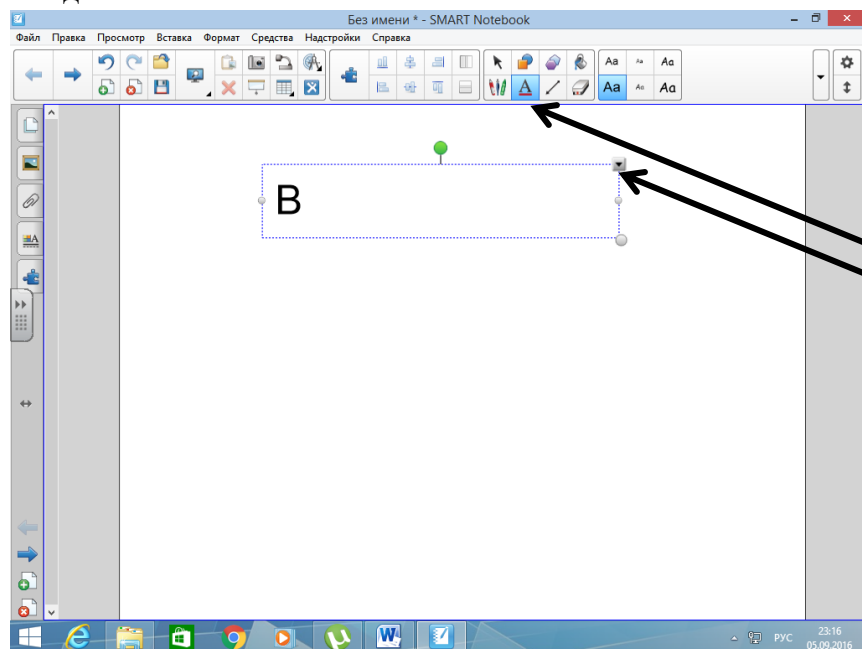 Без имени * - SMART Notebook
Файл Правка Просмотр Вставка Формат Средства Надстройки Справка
Aa Aa Aa
A Aa Aa Aa
A
В
W
РУС 23:16
05.09.2016